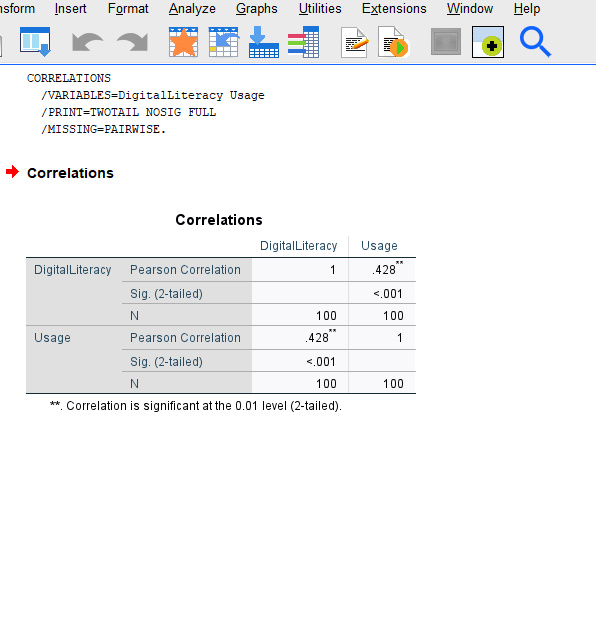 nsform Insert Format Analyze Graphs Utilities Extensions Window Help
CORRELATIONS
/VARIABLES=DigitalLiteracy Usage
/PRINT=TWOTAIL NOSIG FULL
/MISSING=PAIRWISE.
Correlations
Correlations
DigitalLiteracy Usage
DigitalLiteracy Pearson Correlation 1 .428**
Sig. (2-tailed) <.001
N 100 100
Usage Pearson Correlation .428** 1
Sig. (2-tailed) <.001
N 100 100
**. Correlation is significant at the 0.01 level (2-tailed).